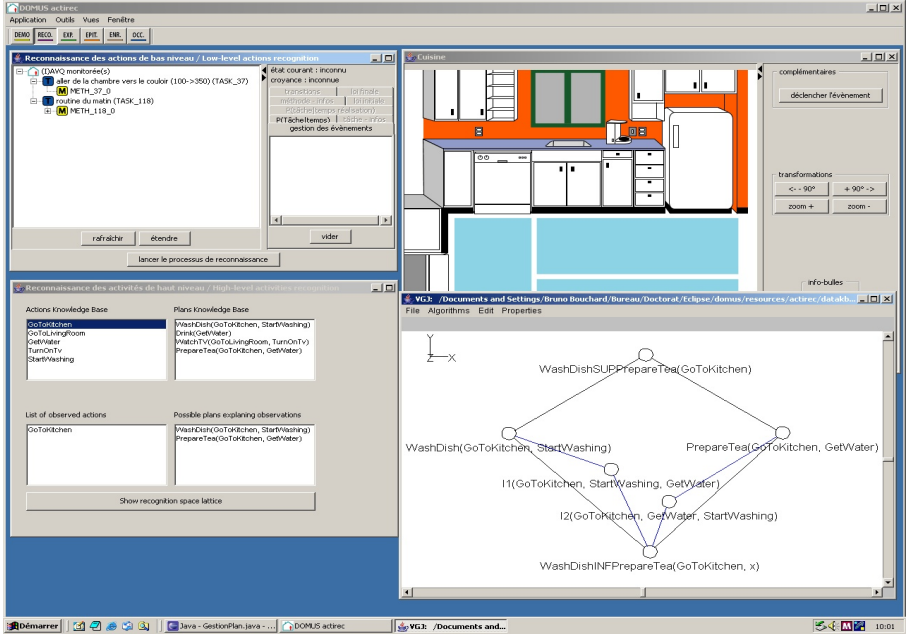 DOMUS actirec
Application Outils Vues Fenêtre
DEMO RECO. EXP. EPIT. ENR. OCC.
Reconnaissance des actions de bas niveau / Low-level actions recognition
(1)AVQ monitorée(s)
T aller de la chambre vers le couloir (100->350) (TASK_37)
M METH_37_0
T routine du matin (TASK_118)
M METH_118_0
rafraîchir étendre
état courant : inconnu
croyance : inconnue
transitions loi finale
méthode - infos loi initiale
P(Tâche|temps réalisation)
P(Tâche|temps) tâche - infos
gestion des évènements
vider
lancer le processus de reconnaissance
Cuisine
complémentaires
déclencher l'évènement
transformations
<- - 90° + 90° ->
zoom + zoom -
info-bulles
Reconnaissance des activités de haut niveau / High-level activities recognition
Actions Knowledge Base
GoToKitchen
GoToLivingRoom
GetWater
TurnOnTv
StartWashing
Plans Knowledge Base
WashDish(GoToKitchen, StartWashing)
Drink(GetWater)
WatchTV(GoToLivingRoom, TurnOnTv)
PrepareTea(GoToKitchen, GetWater)
List of observed actions
GoToKitchen
Possible plans explaning observations
WashDish(GoToKitchen, StartWashing)
PrepareTea(GoToKitchen, GetWater)
Show recognition space lattice
VGJ: /Documents and Settings/Bruno Bouchard/Bureau/Doctorat/Eclipse/domus/resources/actirec/datakb...
File Algorithms Edit Properties
Y
Z X
WashDishSUPPrepareTea(GoToKitchen)
WashDish(GoToKitchen, StartWashing)
PrepareTea(GoToKitchen, GetWater)
I1(GoToKitchen, StartWashing, GetWater)
I2(GoToKitchen, GetWater, StartWashing)
WashDishINFPrepareTea(GoToKitchen, x)
Démarrer Java - GestionPlan.java - ... DOMUS actirec VGJ: /Documents and... 10:01